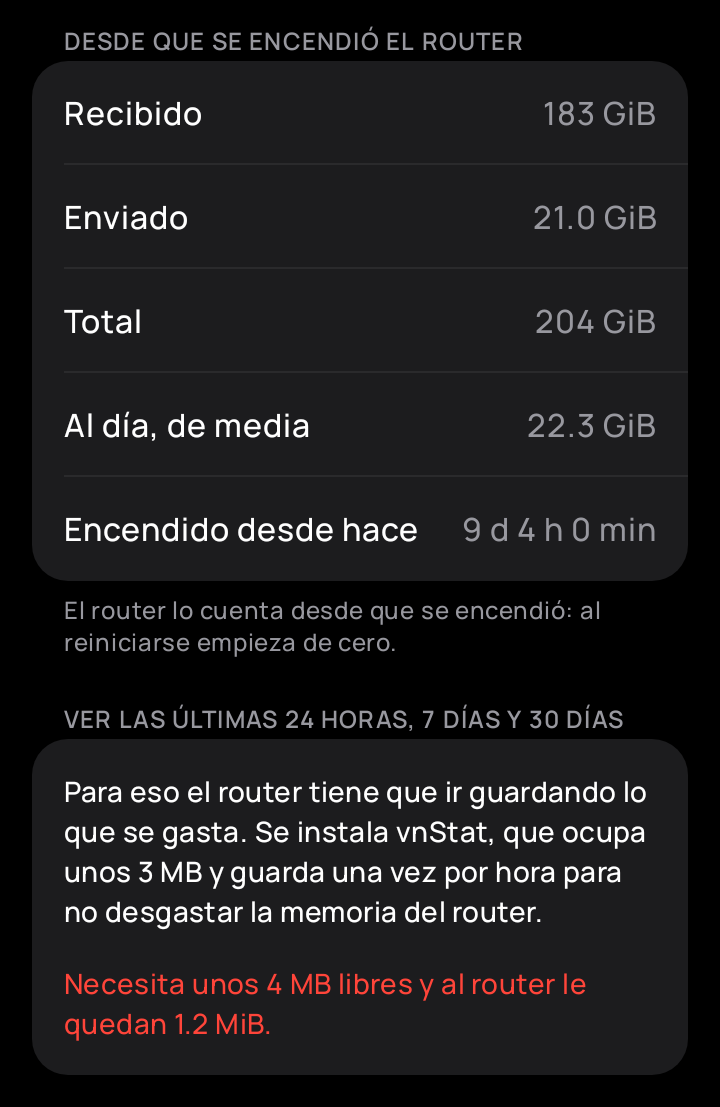 DESDE QUE SE ENCENDIÓ EL ROUTER
Recibido 183 GiB
Enviado 21.0 GiB
Total 204 GiB
Al día, de media 22.3 GiB
Encendido desde hace 9 d 4 h 0 min
El router lo cuenta desde que se encendió: al
reiniciarse empieza de cero.
VER LAS ÚLTIMAS 24 HORAS, 7 DÍAS Y 30 DÍAS
Para eso el router tiene que ir guardando lo
que se gasta. Se instala vnStat, que ocupa
unos 3 MB y guarda una vez por hora para
no desgastar la memoria del router.
Necesita unos 4 MB libres y al router le
quedan 1.2 MiB.